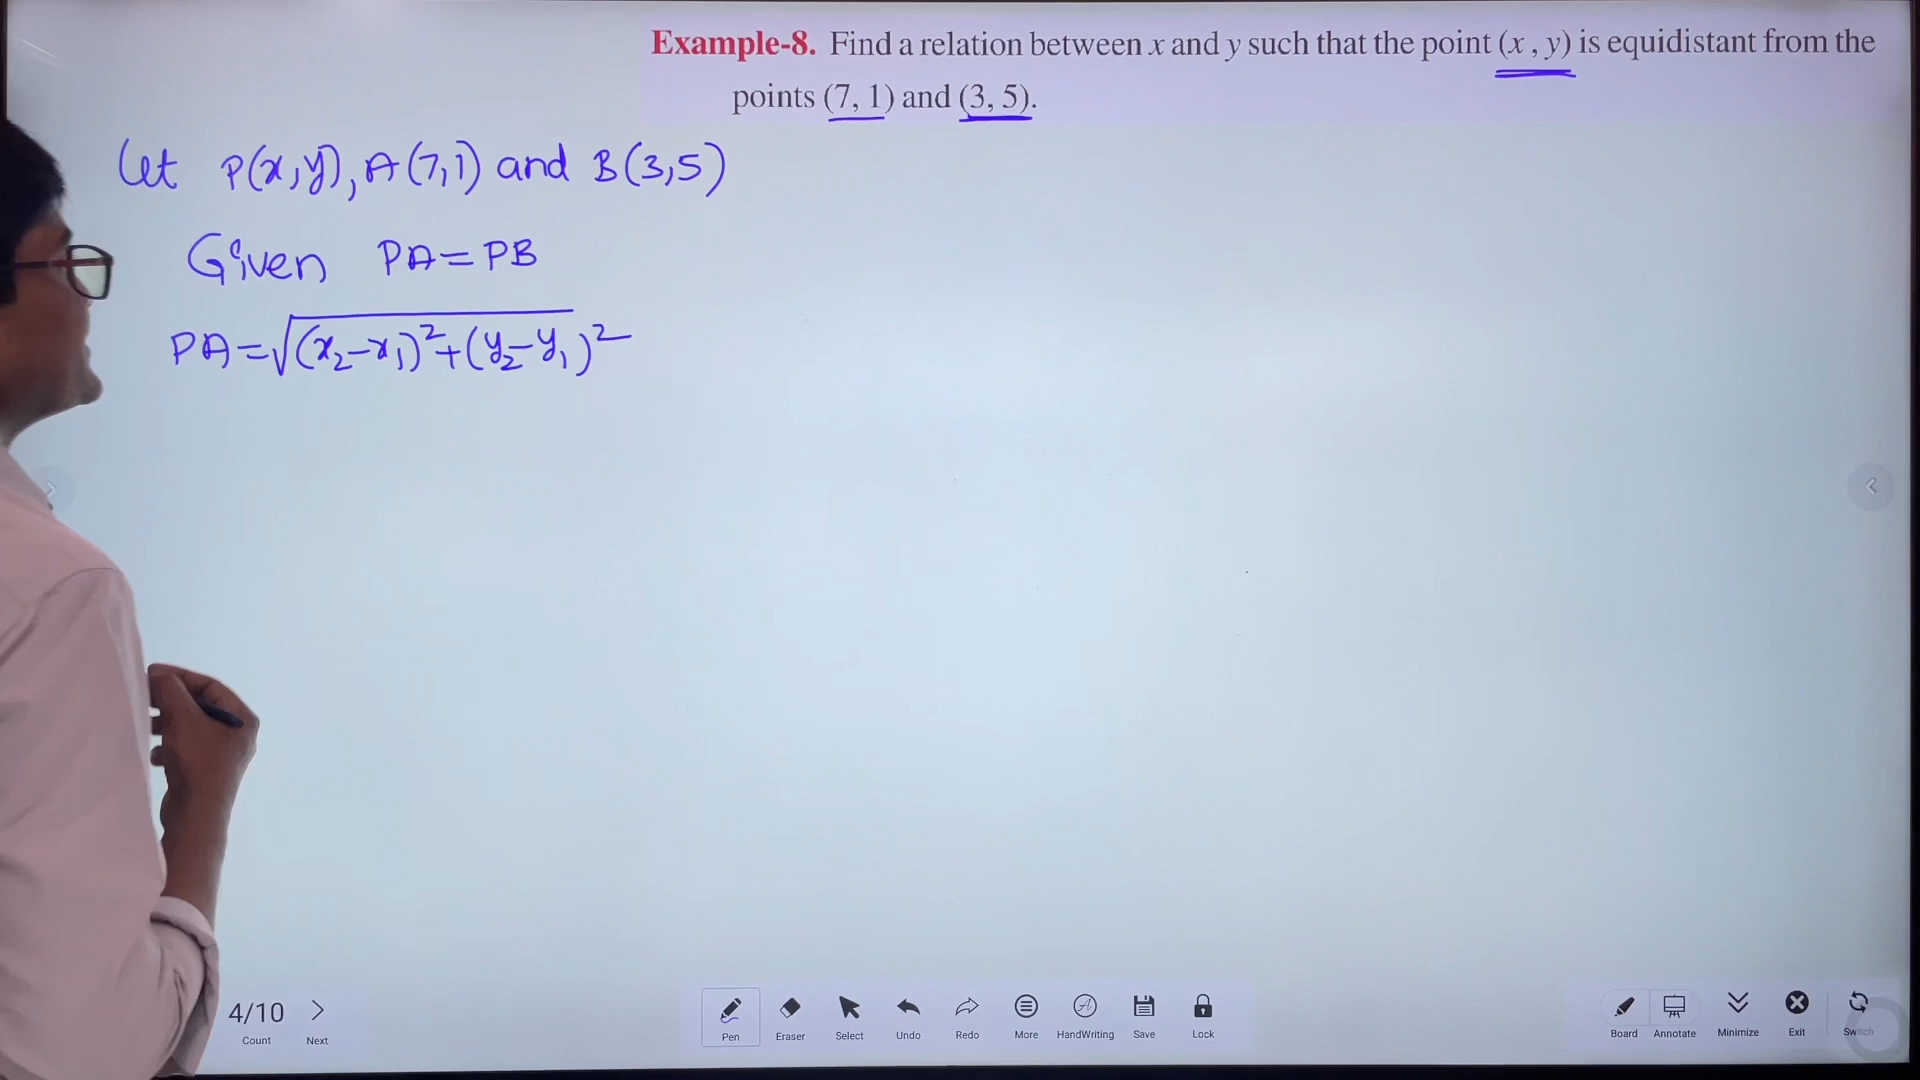 Example-8. Find a relation between x and y such that the point (x , y) is equidistant from the
points (7, 1) and (3, 5).
Let P(x,y), A(7,1) and B(3,5)
Given PA=PB
PA=√(x₂-x₁)²+(y₂-y₁)²
4/10
Count Next
Pen Eraser Select Undo Redo More HandWriting Save Lock
Board Annotate Minimize Exit Switch